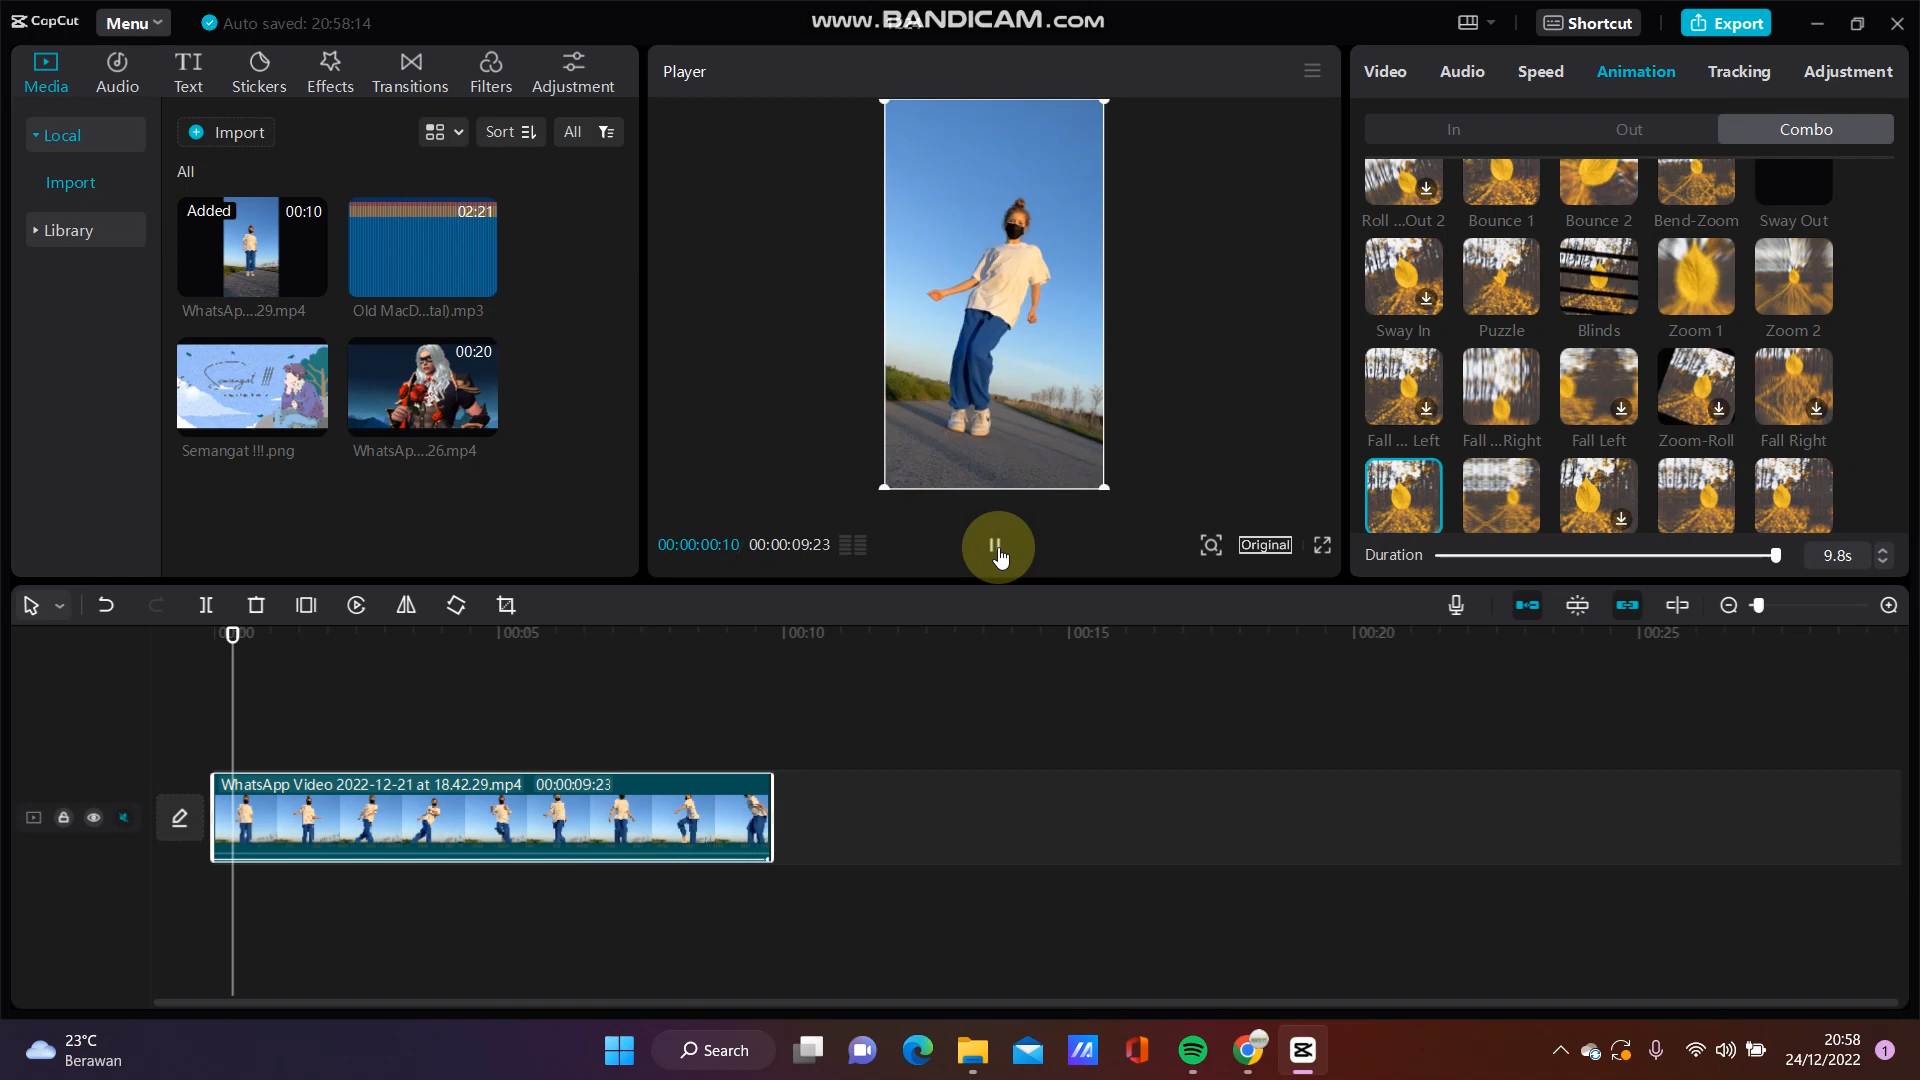 CapCut
Menu
Auto saved: 20:58:14
www.BANDICAM.com
Shortcut
Export
Media
Audio
Text
Stickers
Effects
Transitions
Filters
Adjustment
Local
Import
Library
Import
Sort
All
All
Added
00:10
02:21
WhatsAp....29.mp4
Old MacD...tal).mp3
Semangat !!!
00:20
Semangat !!!.png
WhatsAp....26.mp4
Player
00:00:00:10
00:00:09:23
Original
Video
Audio
Speed
Animation
Tracking
Adjustment
In
Out
Combo
Roll ...Out 2
Bounce 1
Bounce 2
Bend-Zoom
Sway Out
Sway In
Puzzle
Blinds
Zoom 1
Zoom 2
Fall ... Left
Fall ...Right
Fall Left
Zoom-Roll
Fall Right
Duration
9.8s
00:00
00:05
00:10
00:15
00:20
00:25
WhatsApp Video 2022-12-21 at 18.42.29.mp4
00:00:09:23
23°C
Berawan
Search
20:58
24/12/2022
1